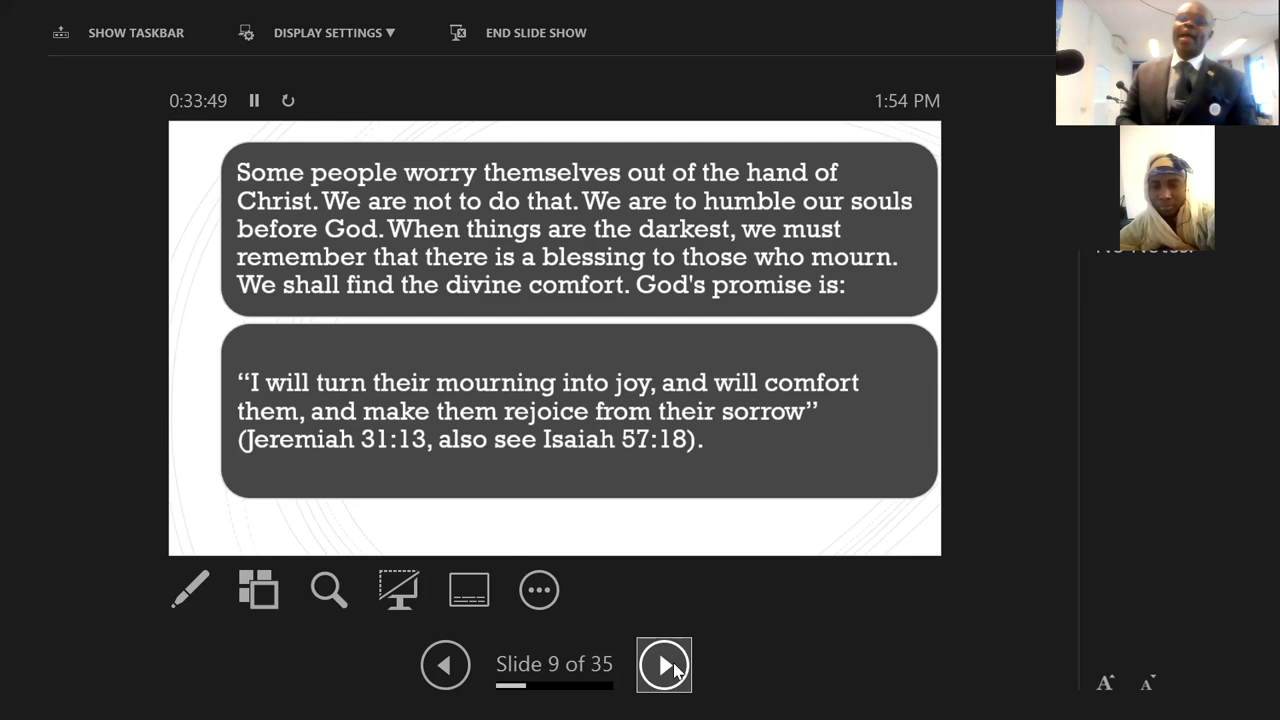 SHOW TASKBAR
DISPLAY SETTINGS ▼
END SLIDE SHOW
0:33:49
1:54 PM
Some people worry themselves out of the hand of
Christ. We are not to do that. We are to humble our souls
before God. When things are the darkest, we must
remember that there is a blessing to those who mourn.
We shall find the divine comfort. God's promise is:
“I will turn their mourning into joy, and will comfort
them, and make them rejoice from their sorrow”
(Jeremiah 31:13, also see Isaiah 57:18).
No Notes.
Slide 9 of 35
A A